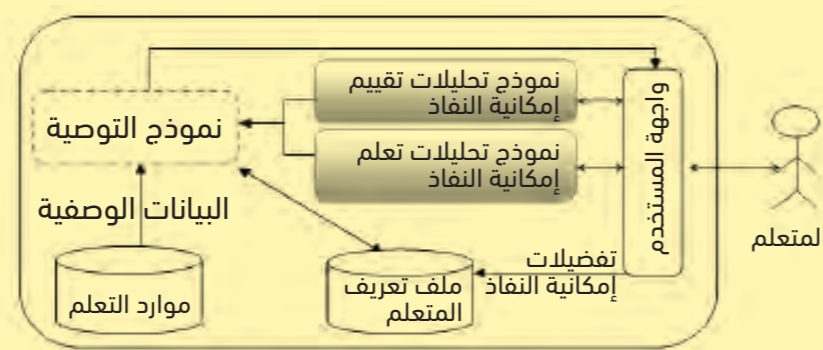 نموذج تحليلات تقييم
إمكانية النفاذ
نموذج تحليلات تعلم
إمكانية النفاذ
واجهة المستخدم
نموذج التوصية
البيانات الوصفية
لمتعلم
تفضيلات
إمكانية النفاذ
ملف تعريف
المتعلم
موارد التعلم